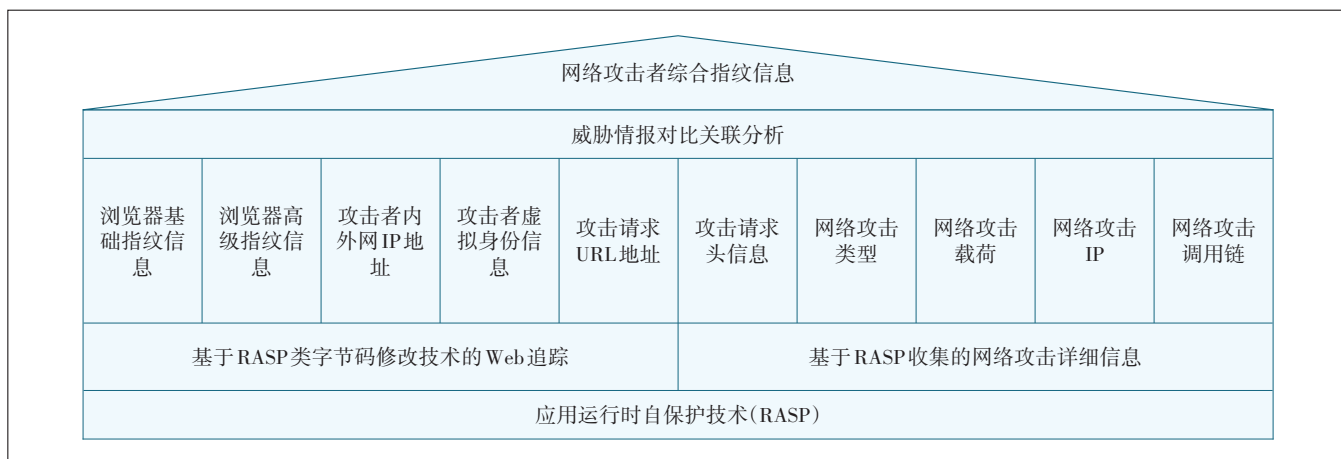 网络攻击者综合指纹信息
威胁情报对比关联分析
浏览器基
础指纹信
息
浏览器高
级指纹信
息
攻击者内
外网IP地
址
攻击者虚
拟身份信
息
攻击请求
URL地址
攻击请求
头信息
网络攻击
类型
网络攻击
载荷
网络攻击
IP
网络攻击
调用链
基于RASP类字节码修改技术的Web追踪
基于RASP收集的网络攻击详细信息
应用运行时自保护技术(RASP)